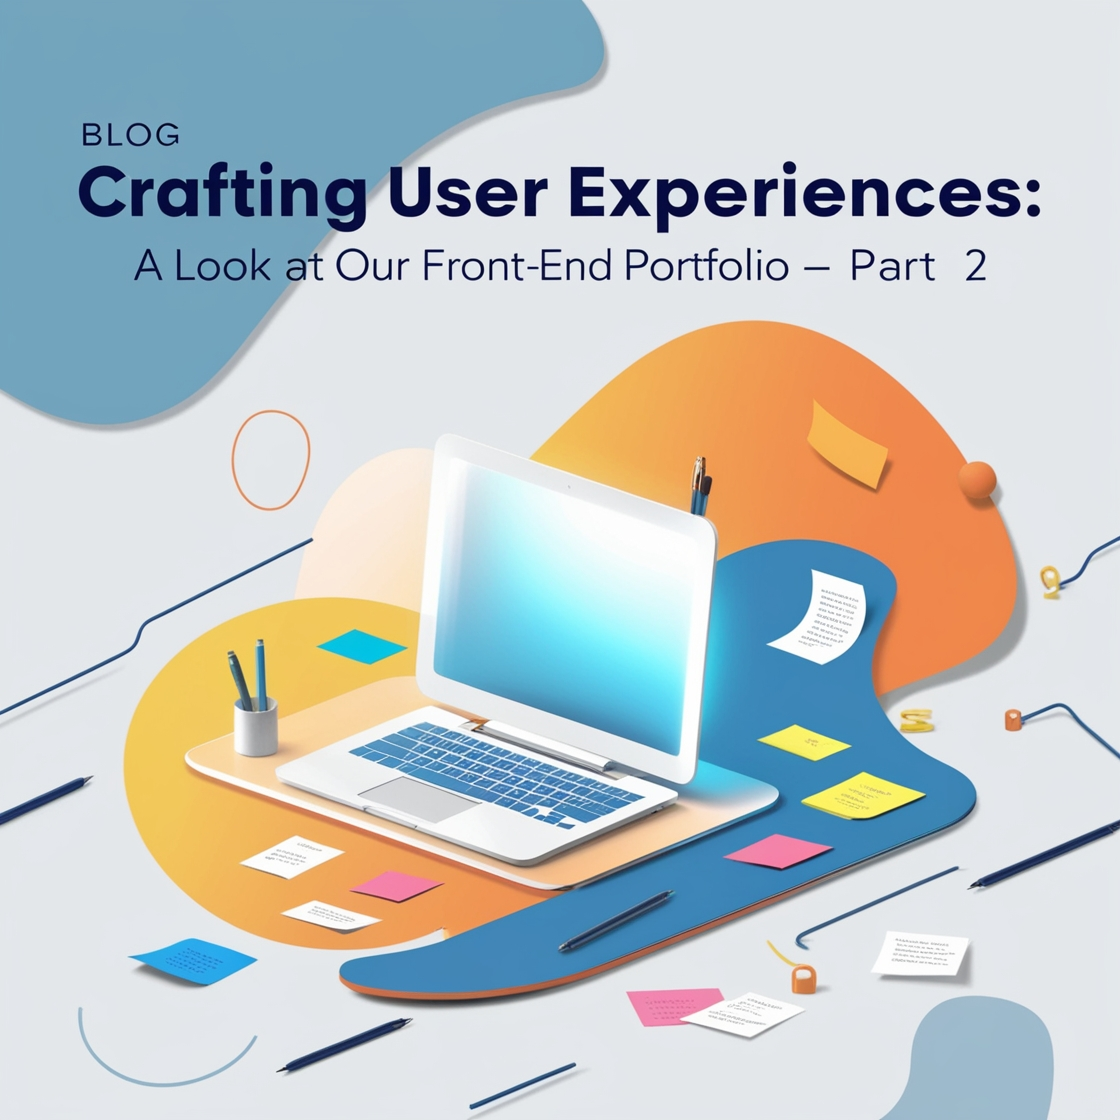 BLOG
Crafting User Experiences:
A Look at Our Front-End Portfolio – Part 2